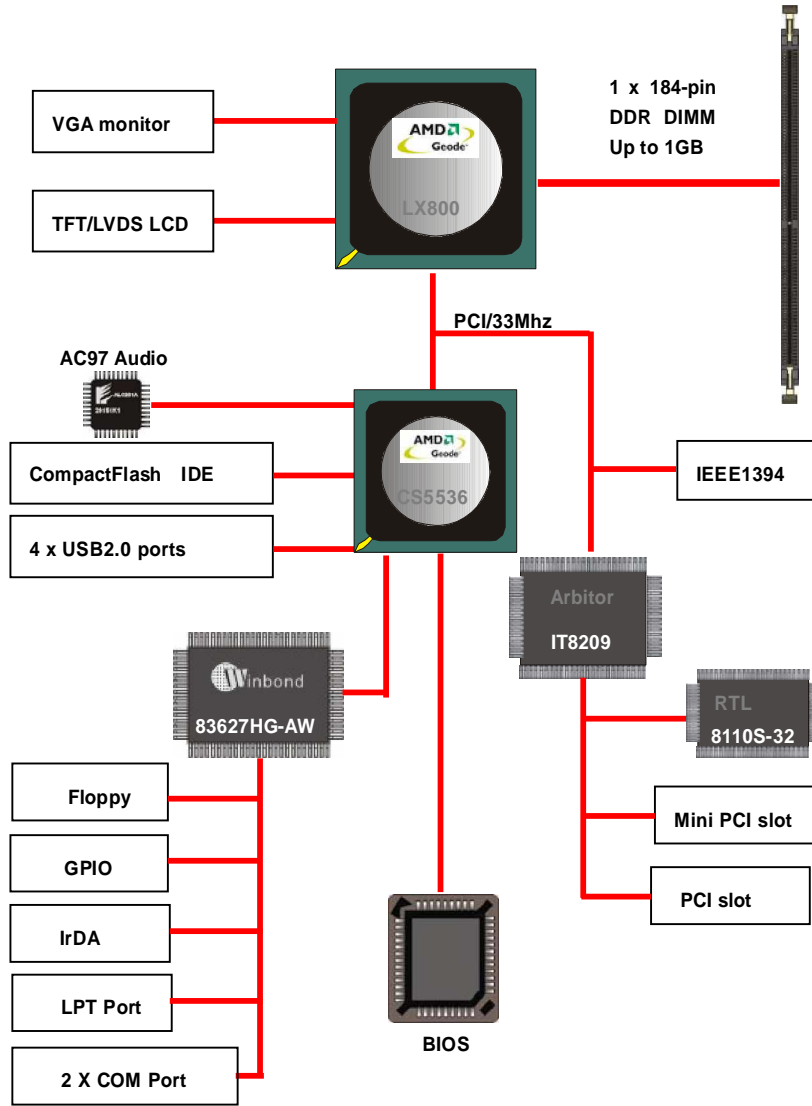 VGA monitor
TFT/LVDS LCD
AMD
Geode
LX800
1 x 184-pin
DDR DIMM
Up to 1GB
PCI/33Mhz
AC97 Audio
CompactFlash IDE
4 x USB2.0 ports
AMD
Geode
CS5536
IEEE1394
Arbitor
IT8209
Winbond
83627HG-AW
RTL
8110S-32
Mini PCI slot
PCI slot
Floppy
GPIO
IrDA
LPT Port
2 X COM Port
BIOS